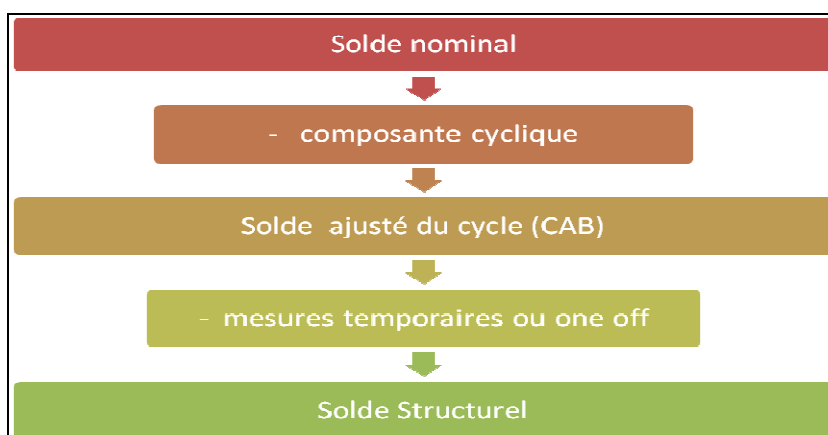 Solde nominal
- composante cyclique
Solde ajusté du cycle (CAB)
- mesures temporaires ou one off
Solde Structurel